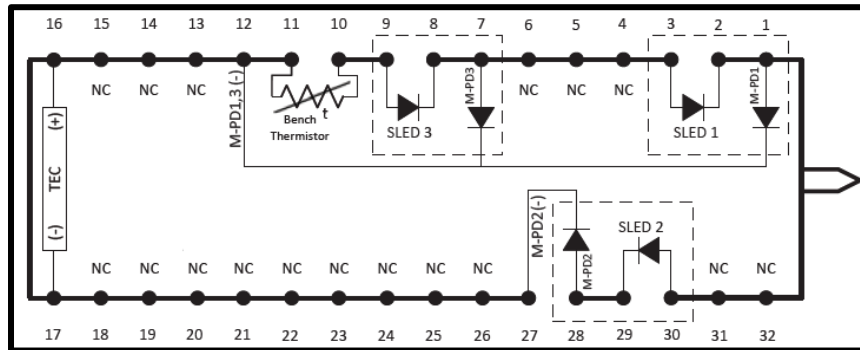 16 15 14 13 12 11 10 9 8 7 6 5 4 3 2 1
NC NC NC NC NC NC
M-PD1,3 (-)
t
Bench
Thermistor
SLED 3
M-PD3
SLED 1
M-PD1
(+)
TEC
(-)
M-PD2 (-)
M-PD2
SLED 2
NC NC NC NC NC NC NC NC NC NC NC
17 18 19 20 21 22 23 24 25 26 27 28 29 30 31 32